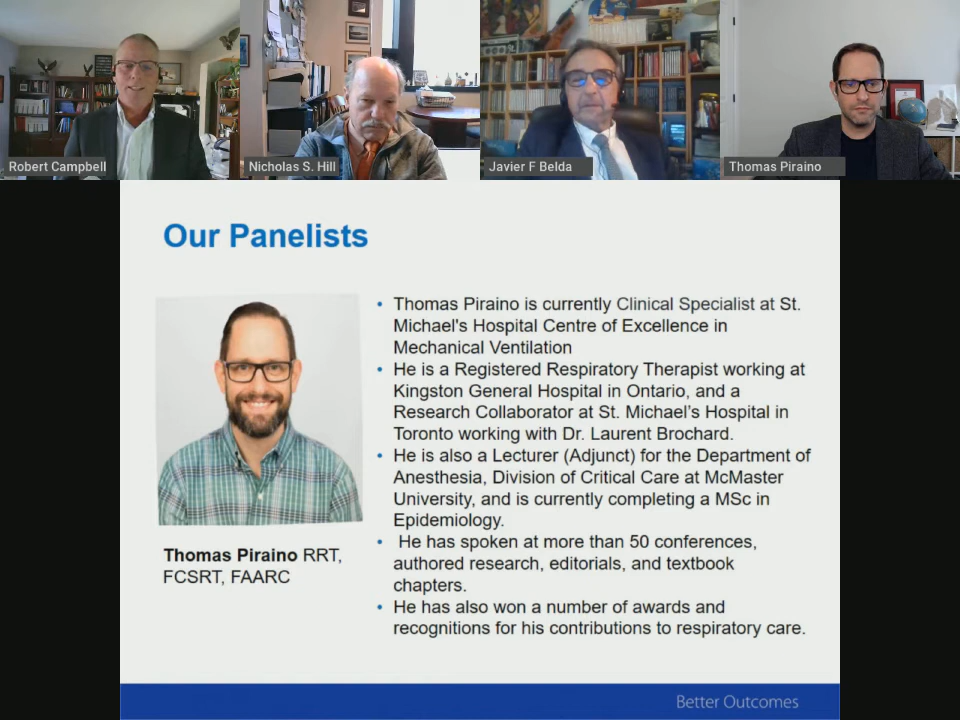 Robert Campbell
Nicholas S. Hill
Javier F Belda
Thomas Piraino
Our Panelists
• Thomas Piraino is currently Clinical Specialist at St.
Michael's Hospital Centre of Excellence in
Mechanical Ventilation
• He is a Registered Respiratory Therapist working at
Kingston General Hospital in Ontario, and a
Research Collaborator at St. Michael’s Hospital in
Toronto working with Dr. Laurent Brochard.
• He is also a Lecturer (Adjunct) for the Department of
Anesthesia, Division of Critical Care at McMaster
University, and is currently completing a MSc in
Epidemiology.
• He has spoken at more than 50 conferences,
authored research, editorials, and textbook
chapters.
• He has also won a number of awards and
recognitions for his contributions to respiratory care.
Thomas Piraino RRT,
FCSRT, FAARC
Better Outcomes